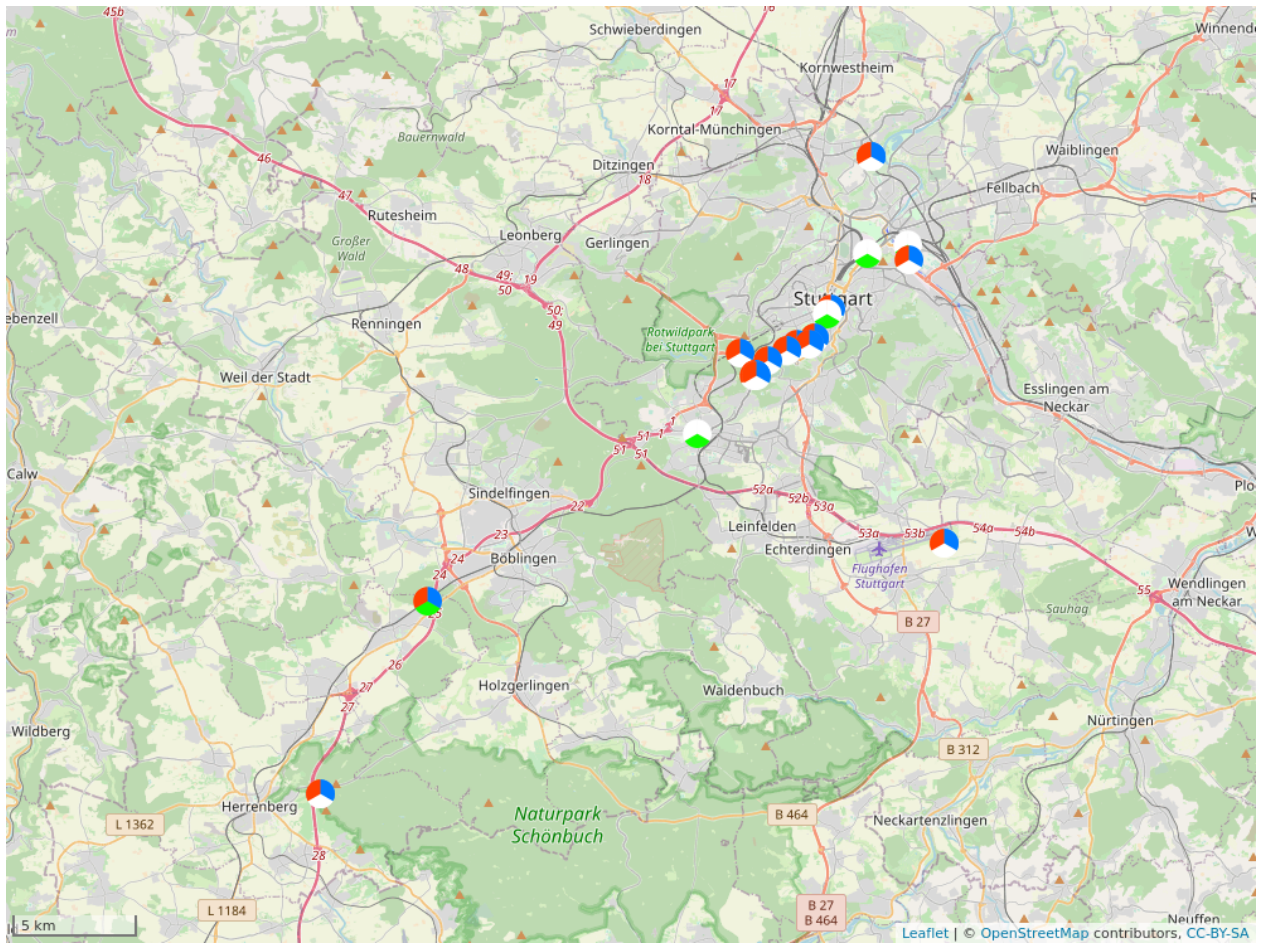 45b
16
Schwieberdingen
Winnende
Kornwestheim
17
17
Korntal-Münchingen
Bauernwald
46
Ditzingen
Waiblingen
18
Fellbach
47
Rutesheim
Leonberg
Gerlingen
Großer
Wald
48
49;
50
19
50;
49
Stuttgart
ebenzell
Renningen
Rotwildpark
bei Stuttgart
Weil der Stadt
Esslingen am
Neckar
1
51
1
51
51
Calw
Sindelfingen
22
52a
52b
53a
Plo
23
Leinfelden
Echterdingen
53a
53b
54a
54b
24
24
Böblingen
Flughafen
Stuttgart
55
Wendlingen
am Neckar
Sauhag
25
B 27
26
27
27
Holzgerlingen
Waldenbuch
Wildberg
Nürtingen
B 312
Herrenberg
L 1362
Naturpark
Schönbuch
B 464
Neckartenzlingen
28
L 1184
B 27
B 464
Neuffen
5 km
Leaflet | © OpenStreetMap contributors, CC-BY-SA